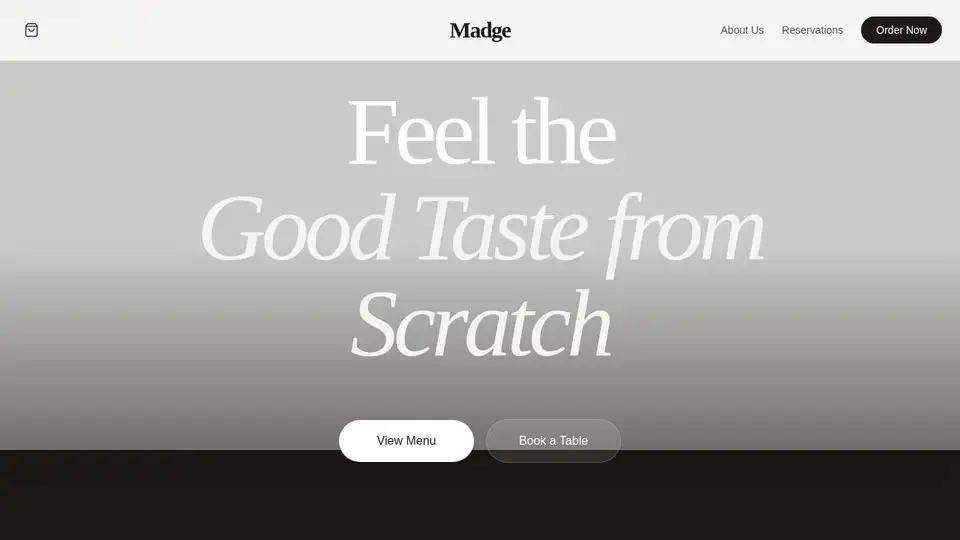 Madge
About Us
Reservations
Order Now
Feel the
Good Taste from
Scratch
View Menu
Book a Table